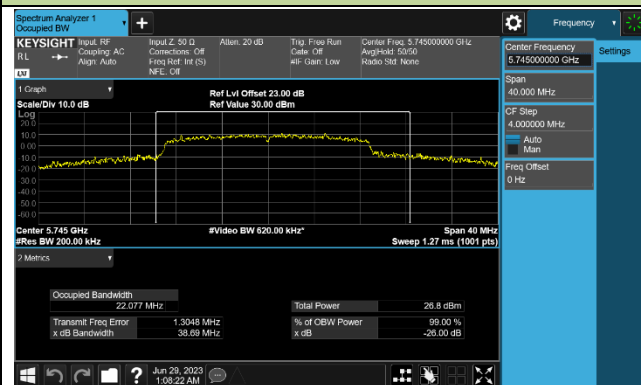 Spectrum Analyzer 1
Occupied BW
Frequency
KEYSIGHT
RL
LXI
Input: RF
Coupling: AC
Align: Auto
Input Z: 50 Ω
Corrections: Off
Freq Ref: Int (S)
NFE: Off
Atten: 20 dB
Trig: Free Run
Gate: Off
#IF Gain: Low
Center Freq: 5.745000000 GHz
Avg|Hold: 50/50
Radio Std: None
Center Frequency
5.745000000 GHz
Settings
Span
40.000 MHz
CF Step
4.000000 MHz
Auto
Man
Freq Offset
0 Hz
1 Graph
Scale/Div 10.0 dB
Ref Lvl Offset 23.00 dB
Ref Value 30.00 dBm
Log
20.0
10.0
0.00
-10.0
-20.0
-30.0
-40.0
-50.0
-60.0
Center 5.745 GHz
#Res BW 200.00 kHz
#Video BW 620.00 kHz*
Span 40 MHz
Sweep 1.27 ms (1001 pts)
2 Metrics
Occupied Bandwidth
22.077 MHz
Total Power 26.8 dBm
Transmit Freq Error 1.3048 MHz
% of OBW Power 99.00 %
x dB Bandwidth 38.69 MHz
x dB -26.00 dB
?
Jun 29, 2023
1:08:22 AM